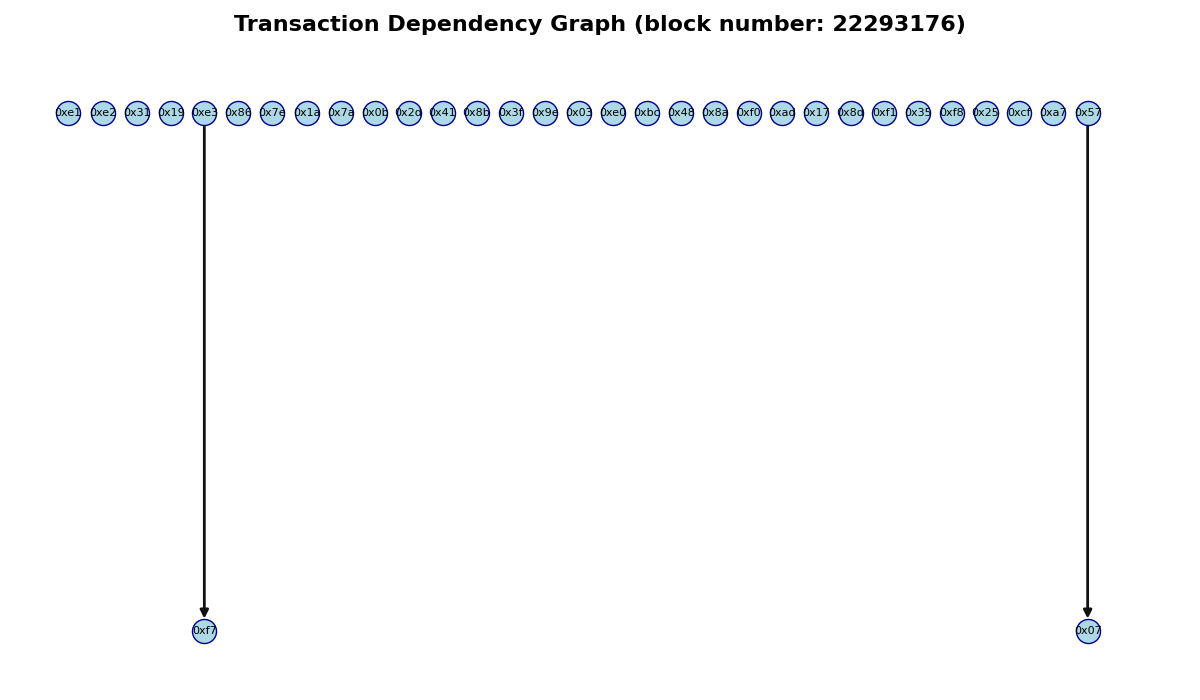 Transaction Dependency Graph (block number: 22293176)
0xe1 0xe2 0x31 0x19 0xe3 0x86 0x7e 0x1a 0x7a 0x0b 0x2d 0x41 0x8b 0x3f 0x9e 0x03 0xe0 0xbc 0x48 0x8a 0xf0 0xad 0x17 0x8d 0xf1 0x35 0xf8 0x25 0xcf 0xa7 0x57
0xf7 0x07